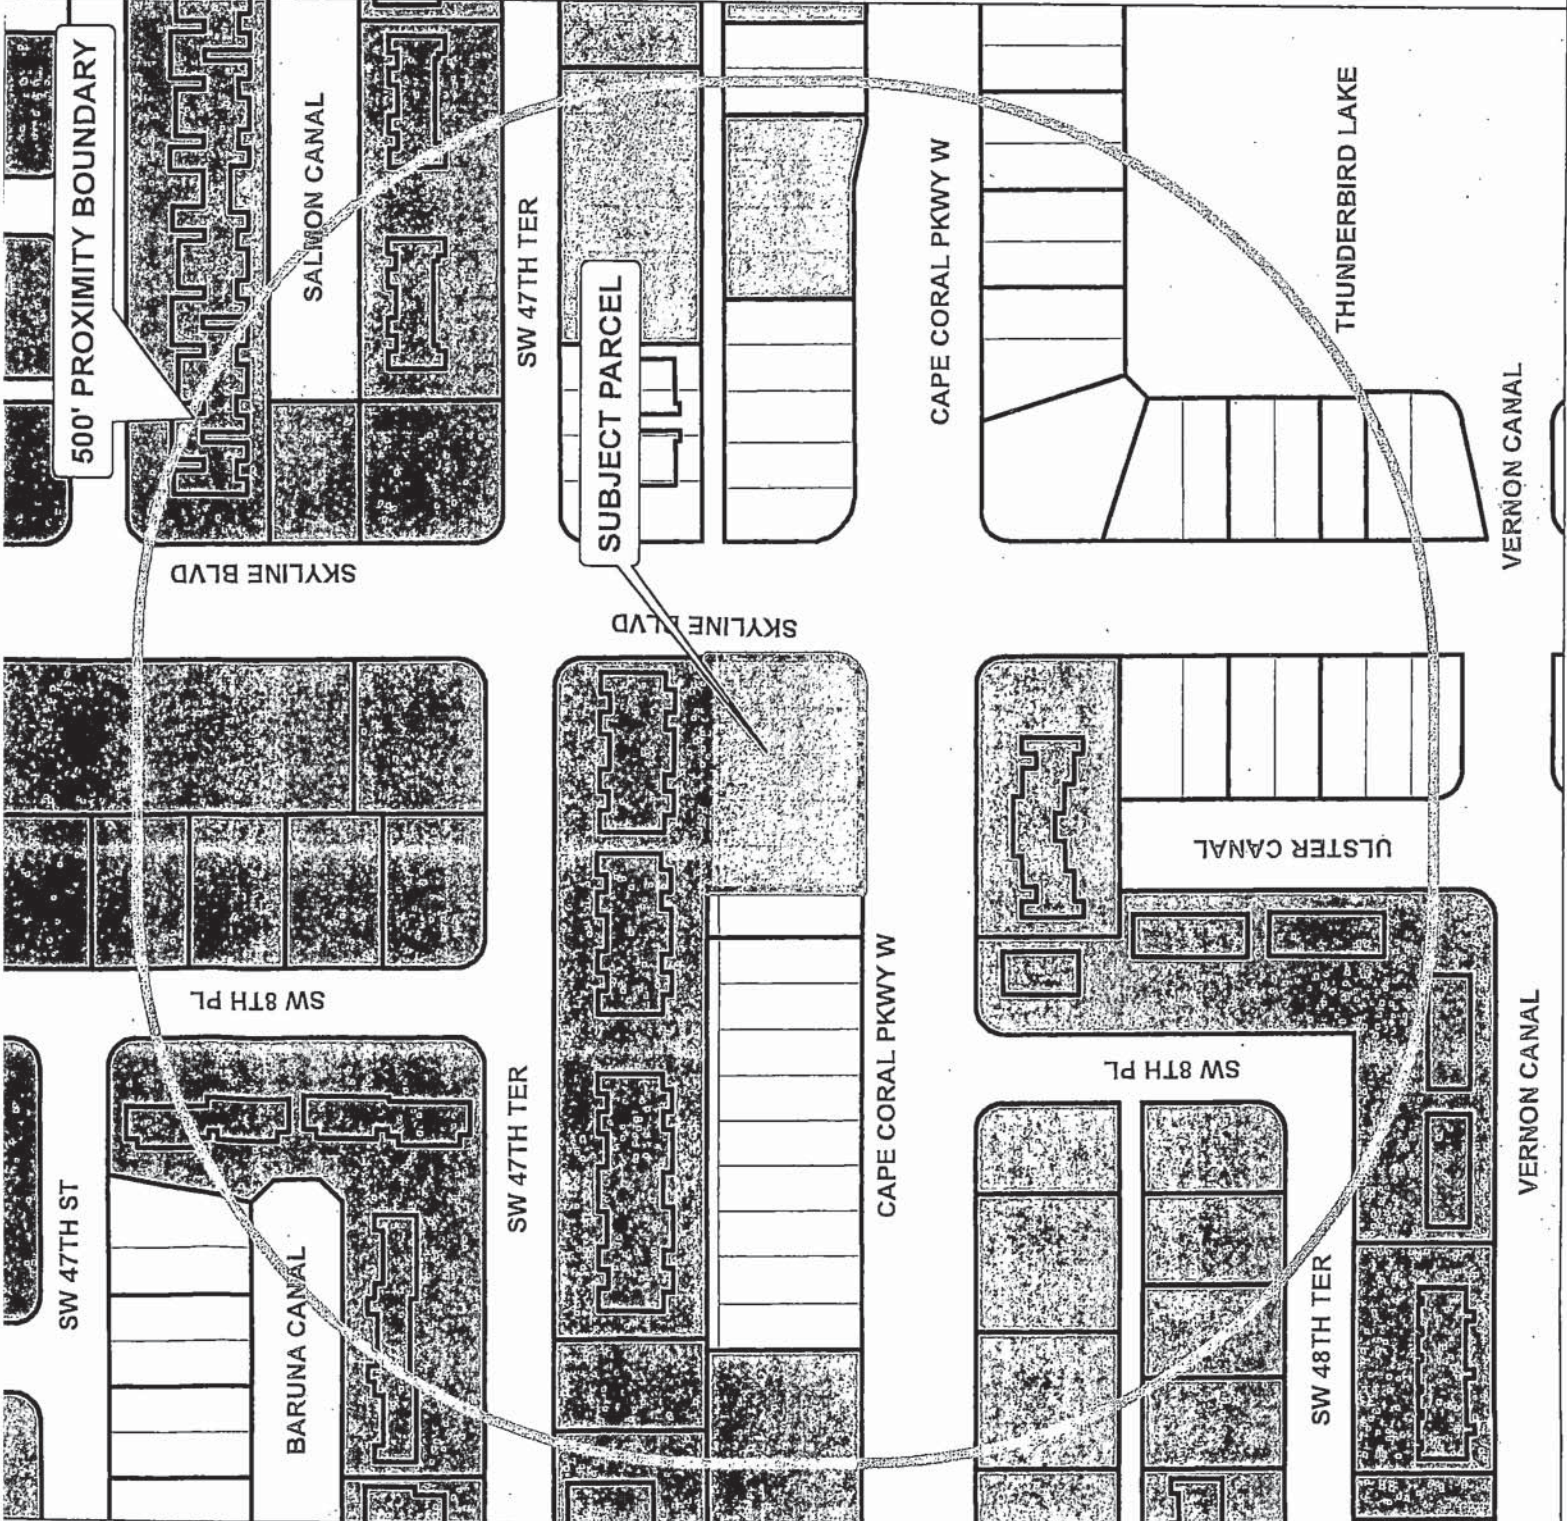 500' PROXIMITY BOUNDARY
SALMON CANAL
SW 47TH TER
SUBJECT PARCEL
CAPE CORAL PKWY W
THUNDERBIRD LAKE
VERNON CANAL
SKYLINE BLVD
SKYLINE BLVD
ULSTER CANAL
SW 8TH PL
SW 8TH PL
SW 47TH ST
BARUNA CANAL
SW 47TH TER
CAPE CORAL PKWY W
SW 48TH TER
VERNON CANAL